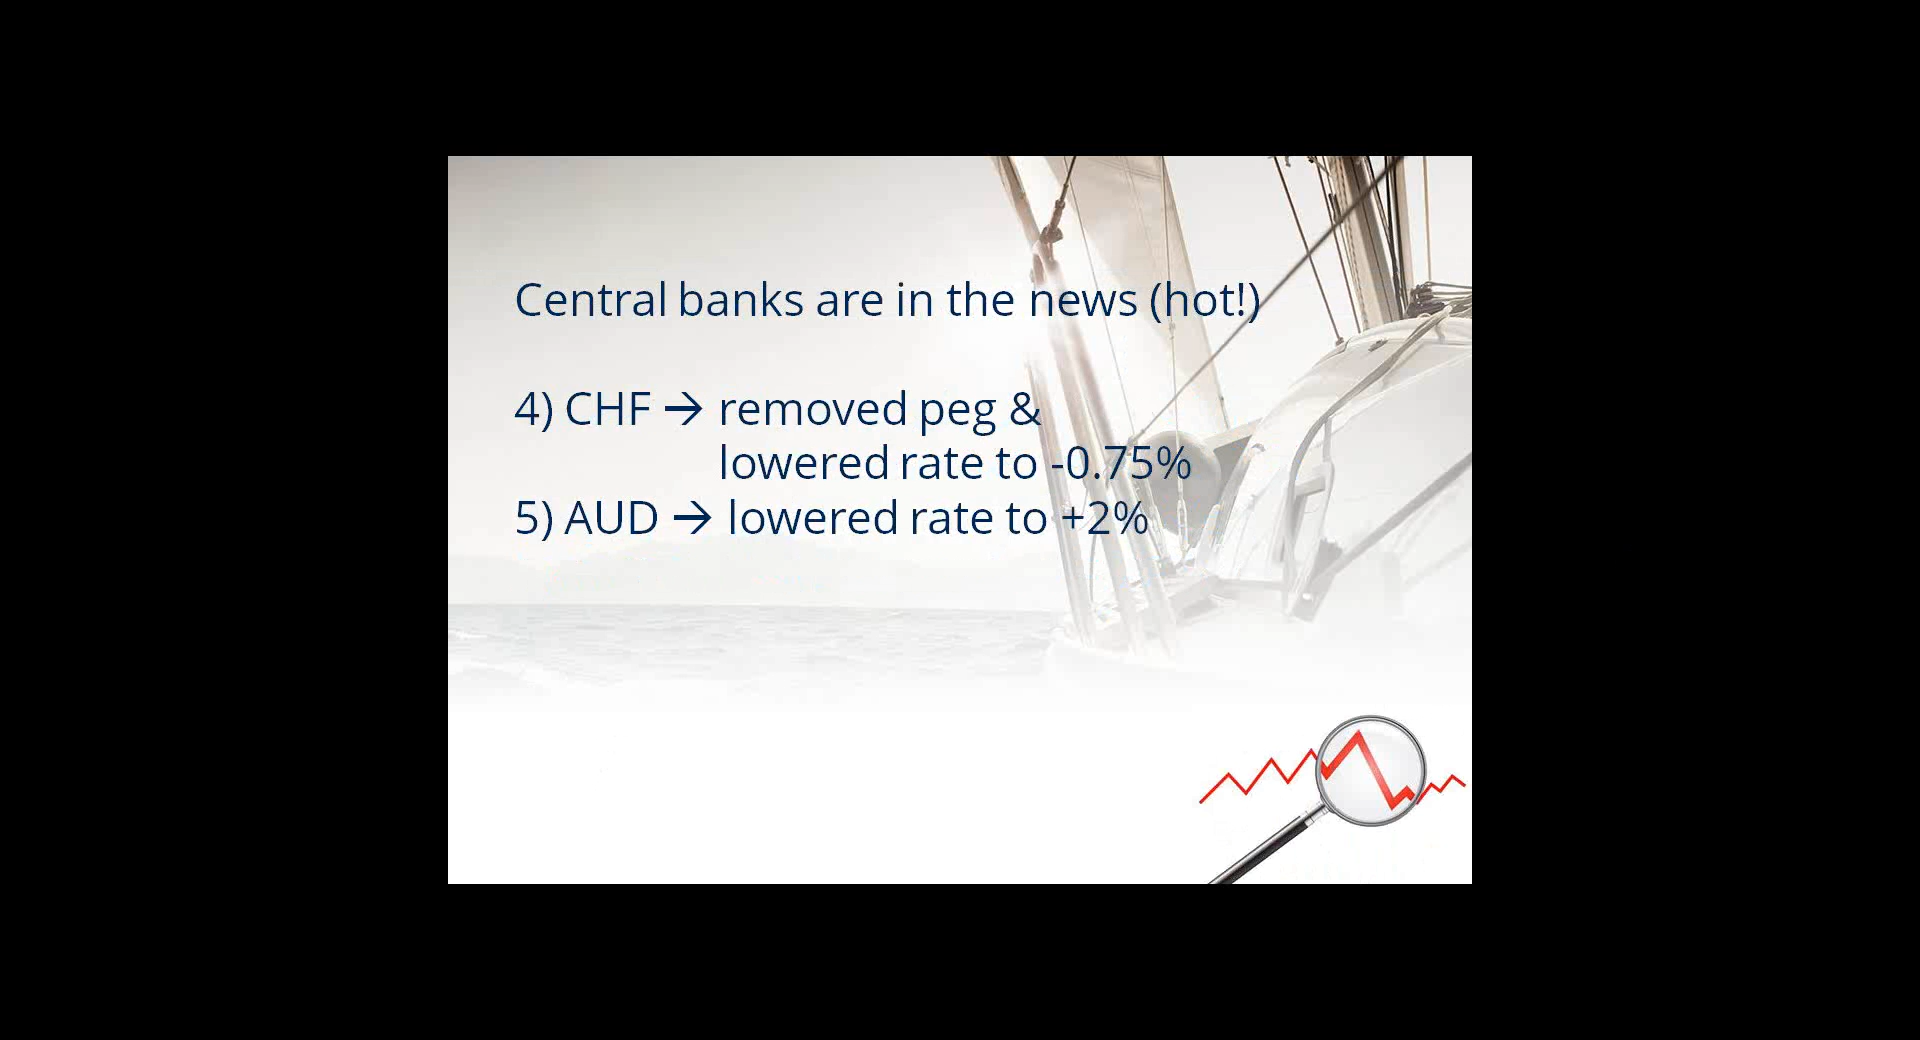 Central banks are in the news (hot!)
4) CHF → removed peg &
lowered rate to -0.75%
5) AUD → lowered rate to +2%